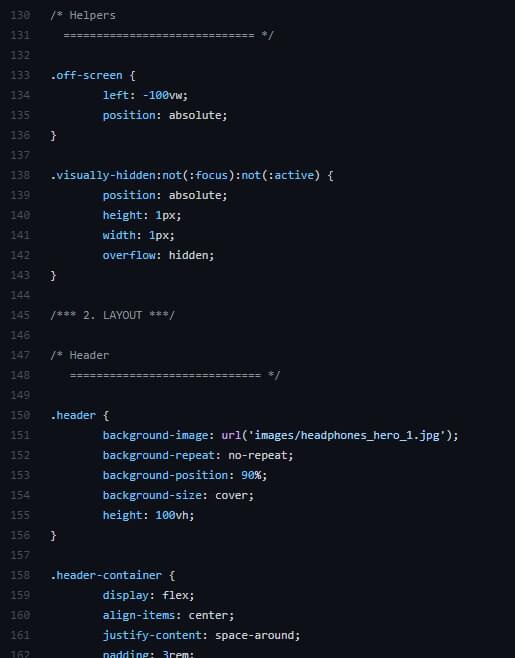 130 /* Helpers
131   ============================= */
132
133 .off-screen {
134         left: -100vw;
135         position: absolute;
136 }
137
138 .visually-hidden:not(:focus):not(:active) {
139         position: absolute;
140         height: 1px;
141         width: 1px;
142         overflow: hidden;
143 }
144
145 /*** 2. LAYOUT ***/
146
147 /* Header
148    ============================= */
149
150 .header {
151         background-image: url('images/headphones_hero_1.jpg');
152         background-repeat: no-repeat;
153         background-position: 90%;
154         background-size: cover;
155         height: 100vh;
156 }
157
158 .header-container {
159         display: flex;
160         align-items: center;
161         justify-content: space-around;
162         padding: 3rem;